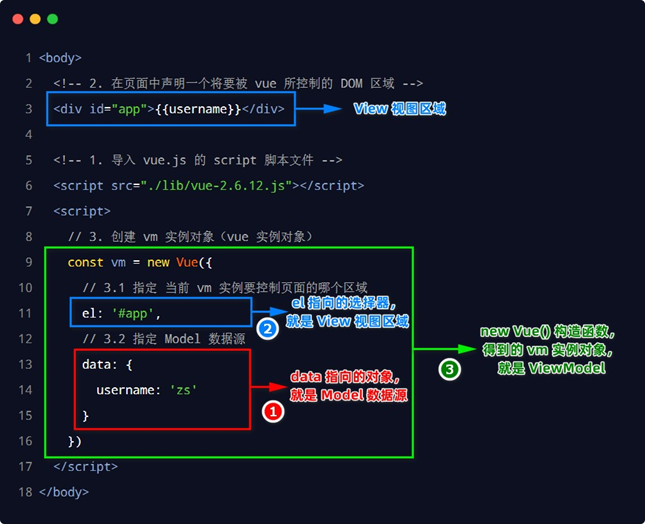 1 <body>
2 <!-- 2. 在页面中声明一个将要被 vue 所控制的 DOM 区域 -->
3 <div id="app">{{username}}</div>
View 视图区域
4
5 <!-- 1. 导入 vue.js 的 script 脚本文件 -->
6 <script src="./lib/vue-2.6.12.js"></script>
7 <script>
8 // 3. 创建 vm 实例对象（vue 实例对象）
9 const vm = new Vue({
10 // 3.1 指定 当前 vm 实例要控制页面的哪个区域
11 el: '#app',
2
el 指向的选择器，
就是 View 视图区域
12 // 3.2 指定 Model 数据源
13 data: {
14 username: 'zs'
15 }
1
data 指向的对象，
就是 Model 数据源
16 })
3
new Vue() 构造函数，
得到的 vm 实例对象，
就是 ViewModel
17 </script>
18 </body>